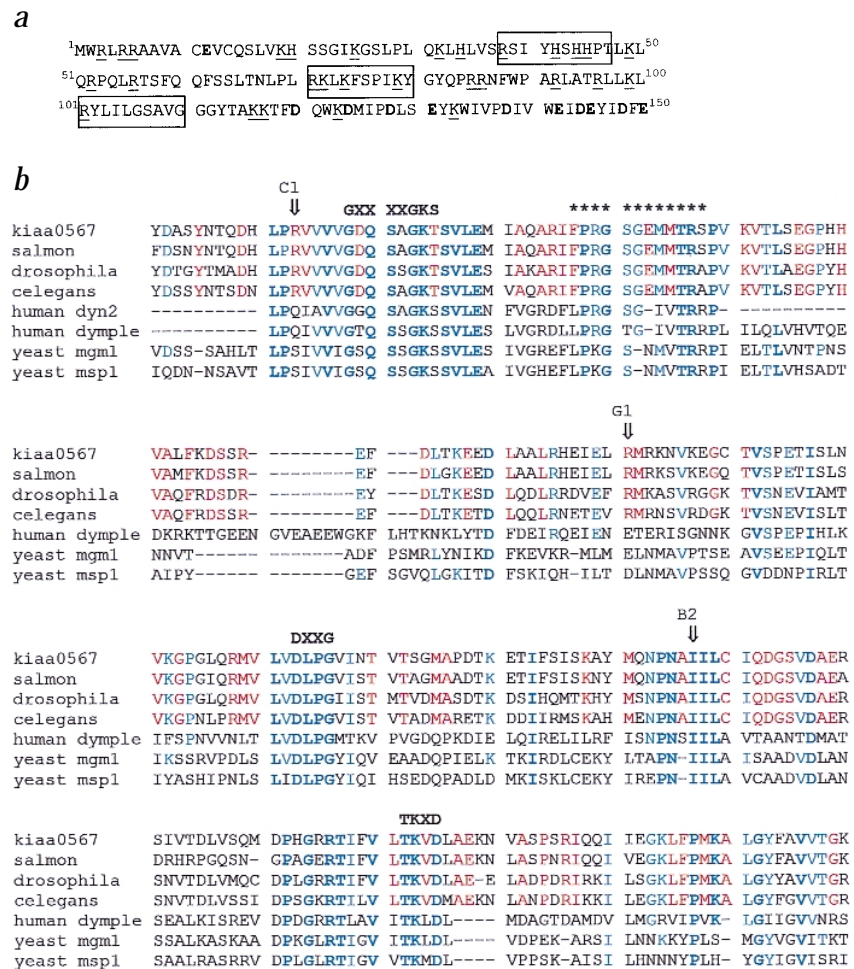 a
1MWRLRRAAVA CEVCQSLVKH SSGIKGSLPL QKLHLVSRSIY HSHHPTLKL50
51QRPQLRTSFQ QFSSLTNLPL RKLKFSPIKY GYQPRRNFWP ARLATRLLKL100
101RYLILGSAVG GGYTAKKTFD QWKDMIPDLS EYKWIVPDIV WEIDEYIDFE150
b
C1
GXX XXGKS **** ********
kiaa0567 YDASYNTQDH LPRVVVVGDQ SAGKTSVLEM IAQARIFPRG SGEMMTRSPV KVTLSEGPHH
salmon FDSNYNTQDH LPRVVVVGDQ SAGKTSVLEM IAQARIFPRG SGEMMTRSPV KVTLSEGPHH
drosophila YDTGYTMADH LPRVVVVGDQ SAGKTSVLES IAKARIFPRG SGEMMTRAPV KVTLAEGPYH
celegans YDSSYNTSDN LPRVVVVGDQ SAGKTSVLEM VAQARIFPRG SGEMMTRAPV KVTLSEGPYH
human dyn2 ---------- LPQIAVVGGQ SAGKSSVLEN FVGRDFLPRG SG-IVTRRP- ----------
human dymple ---------- LPQIVVVGTQ SSGKSSVLES LVGRDLLPRG TG-IVTRRPL ILQLVHVTQE
yeast mgm1 VDSS-SAHLT LPSIVVIGSQ SSGKSSVLEA IVGREFLPKG S-NMVTRRPI ELTLVNTPNS
yeast msp1 IQDN-NSAVT LPSIVVIGSQ SSGKSSVLEA IVGHEFLPKG S-NMVTRRPI ELTLVHSADT
G1
kiaa0567 VALFKDSSR- ---------EF ---DLTKEED LAALRHEIEL RMRKNVKEGC TVSPETISLN
salmon VAMFKDSSR- ---------EF ---DLGKEED LAALRHEIEL RMRKSVKEGQ TVSPETISLS
drosophila VAQFRDSDR- ---------EY ---DLTKESD LQDLRRDVEF RMKASVRGGK TVSNEVIAMT
celegans VAQFRDSSR- ---------EF ---DLTKETD LQQLRNETEV RMRNSVRDGK TVSNEVISLT
human dymple DKRKTTGEEN GVEAEEWGKF LHTKNKLYTD FDEIRQEIEN ETERISGNNK GVSPEPIHLK
yeast mgm1 NNVT------ --------ADF PSMRLYNIKD FKEVKR-MLM ELNMAVPTSE AVSEEPIQLT
yeast msp1 AIPY------ --------GEF SGVQLGKITD FSKIQH-ILT DLNMAVPSSQ GVDDNPIRLT
DXXG B2
kiaa0567 VKGPGLQRMV LVDLPGVINT VTSGMAPDTK ETIFSISKAY MQNPNAIILC IQDGSVDAER
salmon VKGPGIQRMV LVDLPGVIST VTAGMAADTK ETIFSISKNY MQNPNAIILC IQDGSVDAER
drosophila VKGPGLQRMV LVDLPGIIST MTVDMASDTK DSIHQMTKHY MSNPNAIILC IQDGSVDAER
celegans VKGPNLPRMV LVDLPGVIST VTADMARETK DDIIRMSKAH MENPNAIILC IQDGSVDAER
human dymple IFSPNVVNLT LVDLPGMTKV PVGDQPKDIE LQIRELILRF ISNPNSIILA VTAANTDMAT
yeast mgm1 IKSSRVPDLS LVDLPGYIQV EAADQPIELK TKIRDLCEKY LTAPN-IILA ISAADVDLAN
yeast msp1 IYASHIPNLS LIDLPGYIQI HSEDQPADLD MKISKLCEKY IREPN-IILA VCAADVDLAN
TKXD
kiaa0567 SIVTDLVSQM DPHGRRTIFV LTKVDLAEKN VASPSRIQQI IEGKLFPMKA LGYFAVVTGK
salmon DRHRPGQSN- GPAGERTIFV LTKVDLAEKN LASPNRIQQI VEGKLFPMKA LGYFAVVTGK
drosophila SNVTDLVMQC DPLGRRTIFV LTKVDLAE-E LADPDRIRKI LSGKLFPMKA LGYYAVVTGR
celegans SNVTDLVSSI DPSGKRTIFV LTKVDMAEKN LANPDRIKKI LEGKLFPMKA LGYFGVVTGR
human dymple SEALKISREV DPDGRRTLAV ITKLDL---- MDAGTDAMDV LMGRVIPVK- LGIIGVVNRS
yeast mgm1 SSALKASKAA DPKGLRTIGV ITKLDL---- VDPEK-ARSI LNNKKYPLS- MGYVGVITKT
yeast msp1 SAALRASRRV DPLGLRTIGV VTKMDL---- VPPSK-AISI LHNNNYPLH- YGYVGVISRI